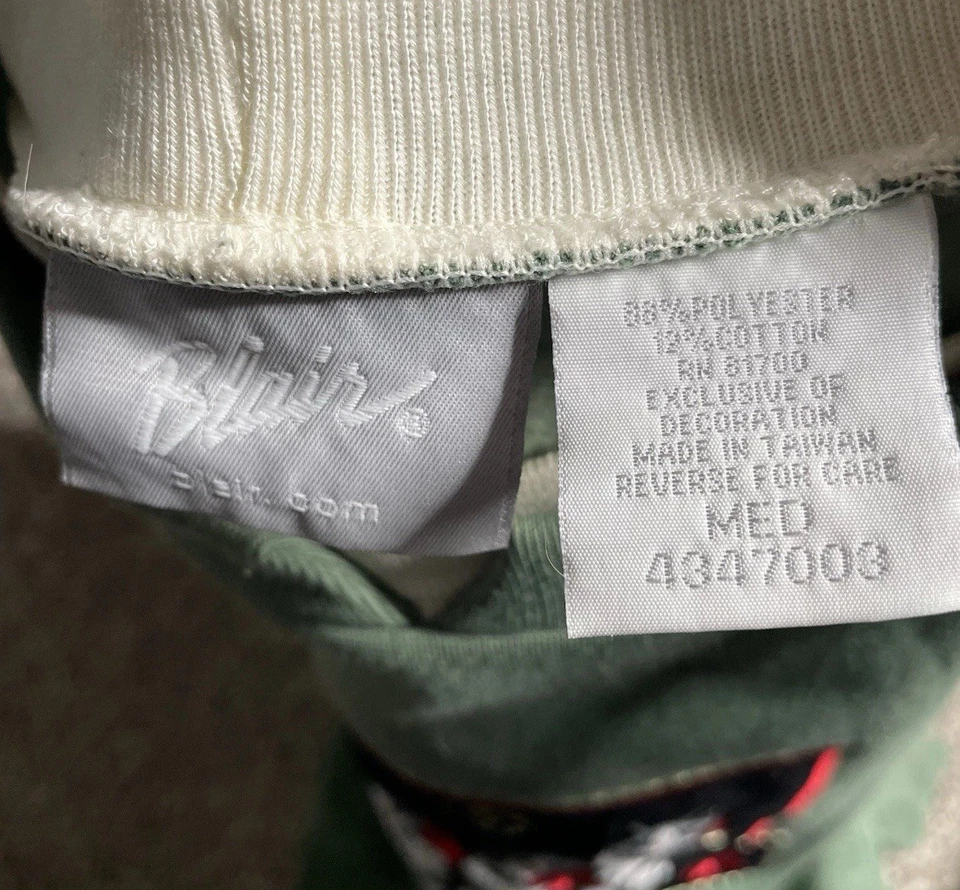 Blair®
Blair.com
88%POLYESTER
12%COTTON
RN 81700
EXCLUSIVE OF
DECORATION
MADE IN TAIWAN
REVERSE FOR CARE
MED
4347003